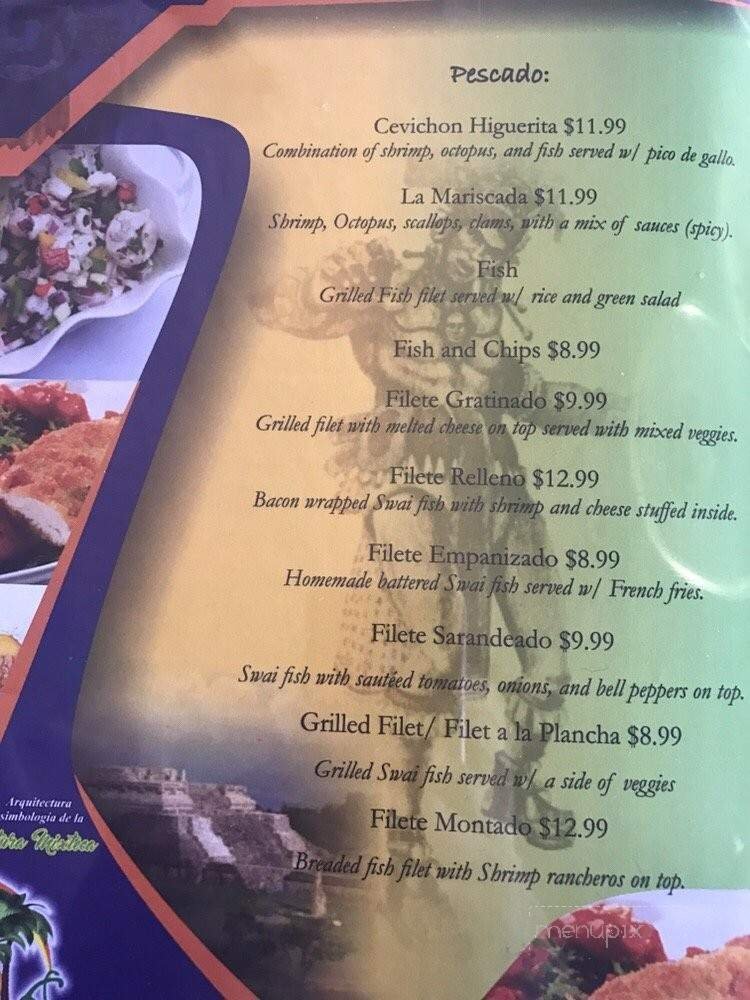 Pescado:
Cevichon Higuerita $11.99
Combination of shrimp, octopus, and fish served w/ pico de gallo.
La Mariscada $11.99
Shrimp, Octopus, scallops, clams, with a mix of sauces (spicy).
Fish
Grilled Fish filet served w/ rice and green salad
Fish and Chips $8.99
Filete Gratinado $9.99
Grilled filet with melted cheese on top served with mixed veggies.
Filete Relleno $12.99
Bacon wrapped Swai fish with shrimp and cheese stuffed inside.
Filete Empanizado $8.99
Homemade battered Swai fish served w/ French fries.
Filete Sarandeado $9.99
Swai fish with sautéed tomatoes, onions, and bell peppers on top.
Grilled Filet/ Filet a la Plancha $8.99
Grilled Swai fish served w/ a side of veggies
Filete Montado $12.99
Breaded fish filet with Shrimp rancheros on top.
Arquitectura
simbologia de la
Mixteca
menupix